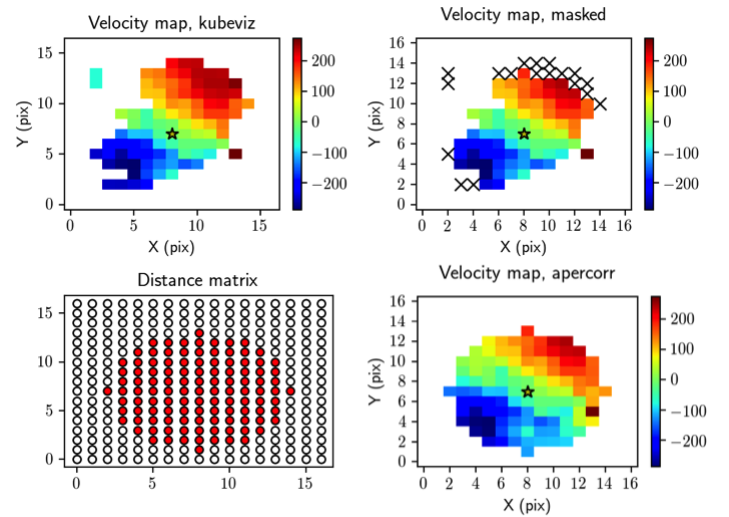 Velocity map, kubeviz
Y (pix)
15
10
5
0
0 5 10 15
X (pix)
200
100
0
−100
−200
Velocity map, masked
Y (pix)
16
14
12
10
8
6
4
2
0
0 2 4 6 8 10 12 14 16
X (pix)
200
100
0
−100
−200
Distance matrix
15
10
5
0
0 5 10 15
Velocity map, apercorr
Y (pix)
16
14
12
10
8
6
4
2
0
0 2 4 6 8 10 12 14 16
X (pix)
200
100
0
−100
−200